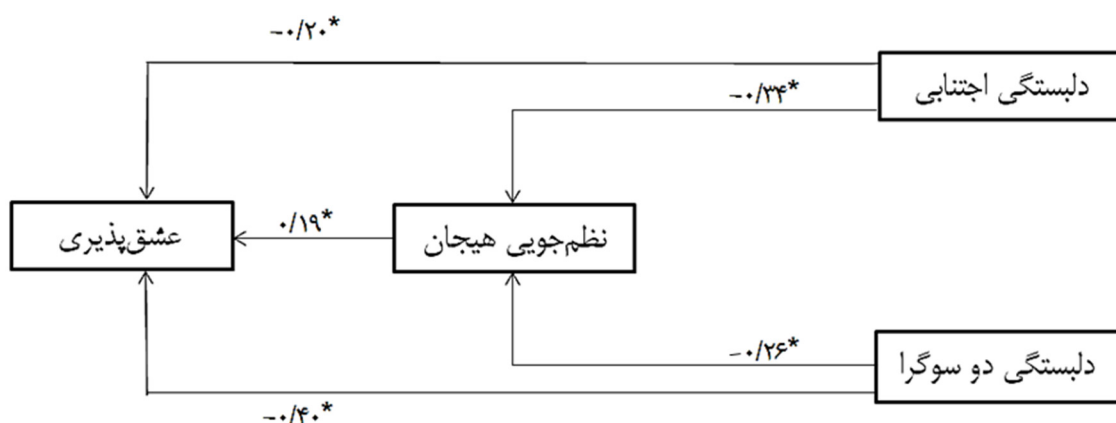 -۰/۲۰*
دلبستگی اجتنابی
-۰/۳۴*
نظم‌جویی هیجان
۰/۱۹*
عشق‌پذیری
-۰/۲۶*
دلبستگی دو سوگرا
-۰/۴۰*